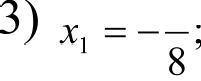 3) x₁ = −—/8;